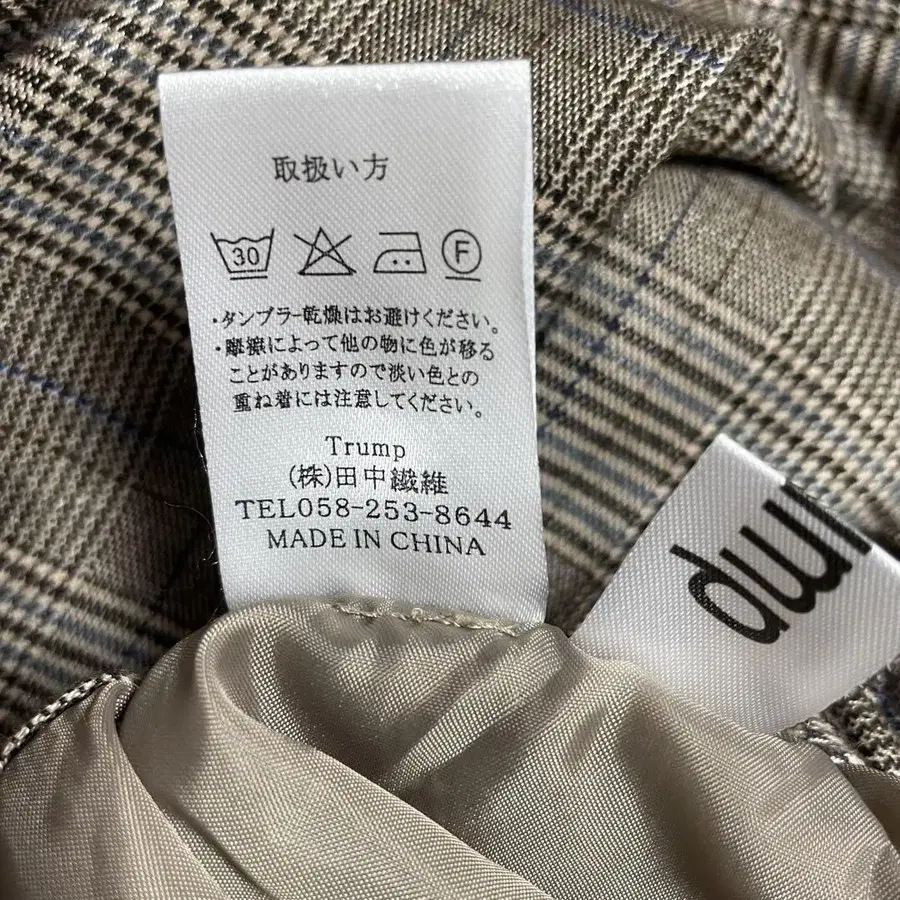 取扱い方
30 F
・タンブラー乾燥はお避けください。
・摩擦によって他の物に色が移る
ことがありますので淡い色との
重ね着には注意してください。
Trump
(株)田中繊維
TEL058-253-8644
MADE IN CHINA
ump